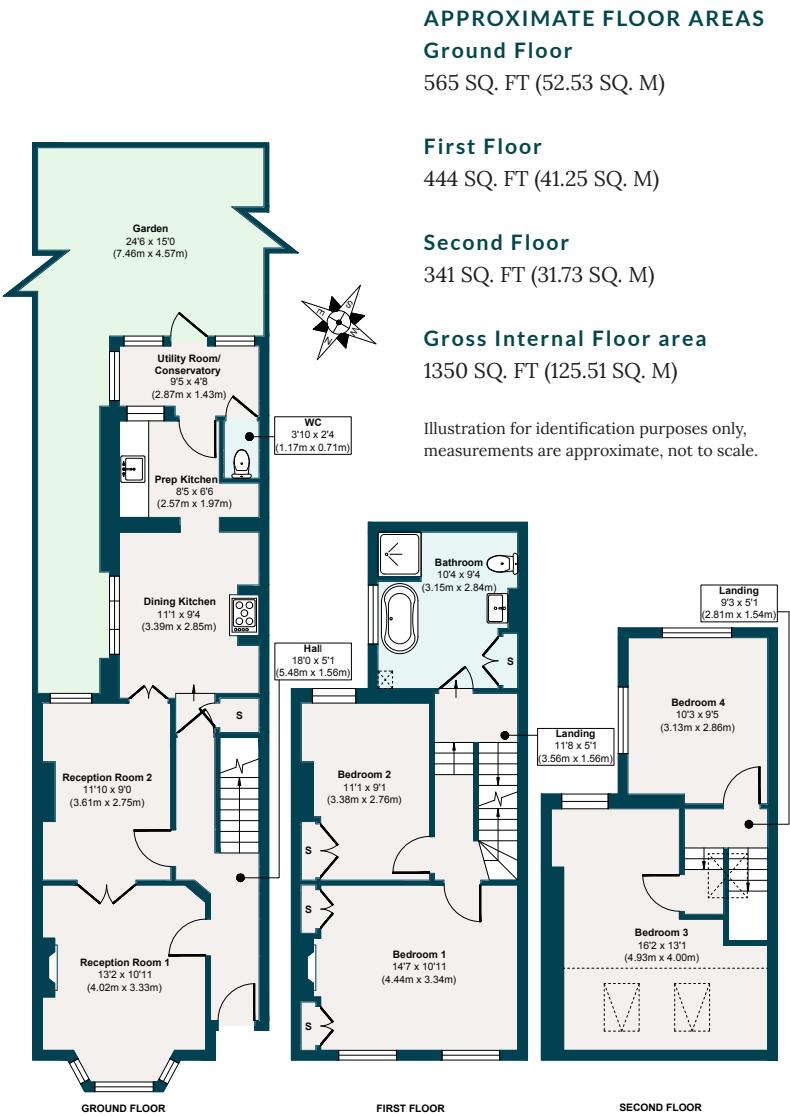 APPROXIMATE FLOOR AREAS
Ground Floor
565 SQ. FT (52.53 SQ. M)
First Floor
444 SQ. FT (41.25 SQ. M)
Second Floor
341 SQ. FT (31.73 SQ. M)
Gross Internal Floor area
1350 SQ. FT (125.51 SQ. M)
Illustration for identification purposes only,
measurements are approximate, not to scale.
Garden
24'6 x 15'0
(7.46m x 4.57m)
S
E
W
N
Utility Room/
Conservatory
9'5 x 4'8
(2.87m x 1.43m)
WC
3'10 x 2'4
(1.17m x 0.71m)
Prep Kitchen
8'5 x 6'6
(2.57m x 1.97m)
Dining Kitchen
11'1 x 9'4
(3.39m x 2.85m)
Hall
18'0 x 5'1
(5.48m x 1.56m)
S
Reception Room 2
11'10 x 9'0
(3.61m x 2.75m)
Reception Room 1
13'2 x 10'11
(4.02m x 3.33m)
GROUND FLOOR
Bathroom
10'4 x 9'4
(3.15m x 2.84m)
S
Landing
11'8 x 5'1
(3.56m x 1.56m)
Bedroom 2
11'1 x 9'1
(3.38m x 2.76m)
S
S
Bedroom 1
14'7 x 10'11
(4.44m x 3.34m)
S
FIRST FLOOR
Landing
9'3 x 5'1
(2.81m x 1.54m)
Bedroom 4
10'3 x 9'5
(3.13m x 2.86m)
Bedroom 3
16'2 x 13'1
(4.93m x 4.00m)
SECOND FLOOR